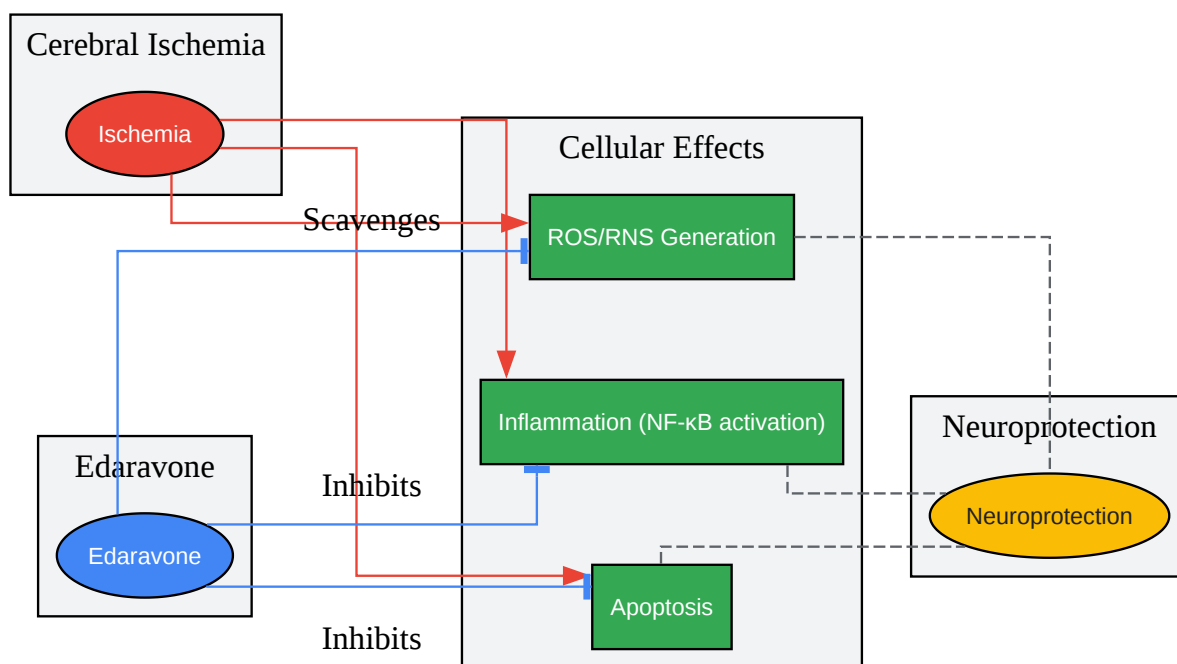 Cerebral Ischemia
Ischemia
Cellular Effects
Scavenges
ROS/RNS Generation
Inflammation (NF-κB activation)
Neuroprotection
Edaravone
Inhibits
Neuroprotection
Edaravone
Apoptosis
Inhibits